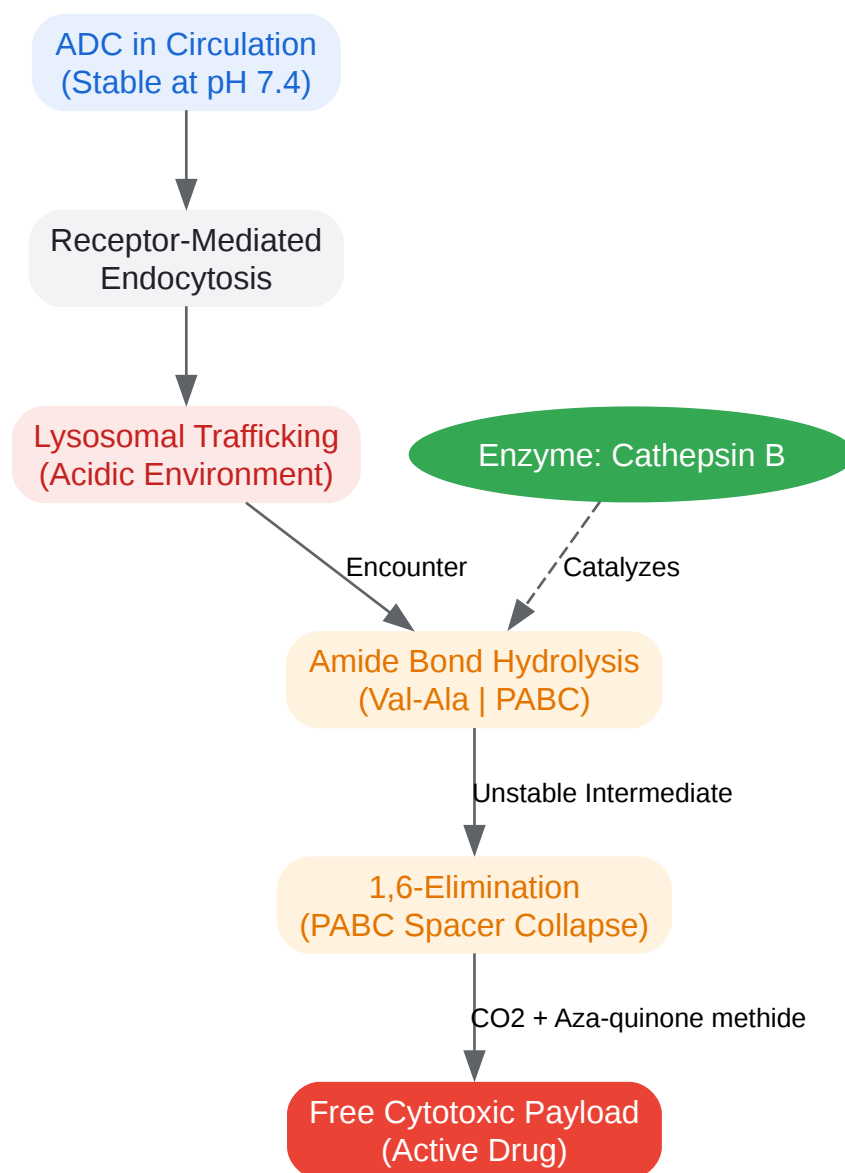 ADC in Circulation
(Stable at pH 7.4)
Receptor-Mediated
Endocytosis
Lysosomal Trafficking
(Acidic Environment)
Enzyme: Cathepsin B
Encounter
Catalyzes
Amide Bond Hydrolysis
(Val-Ala | PABC)
Unstable Intermediate
1,6-Elimination
(PABC Spacer Collapse)
CO2 + Aza-quinone methide
Free Cytotoxic Payload
(Active Drug)